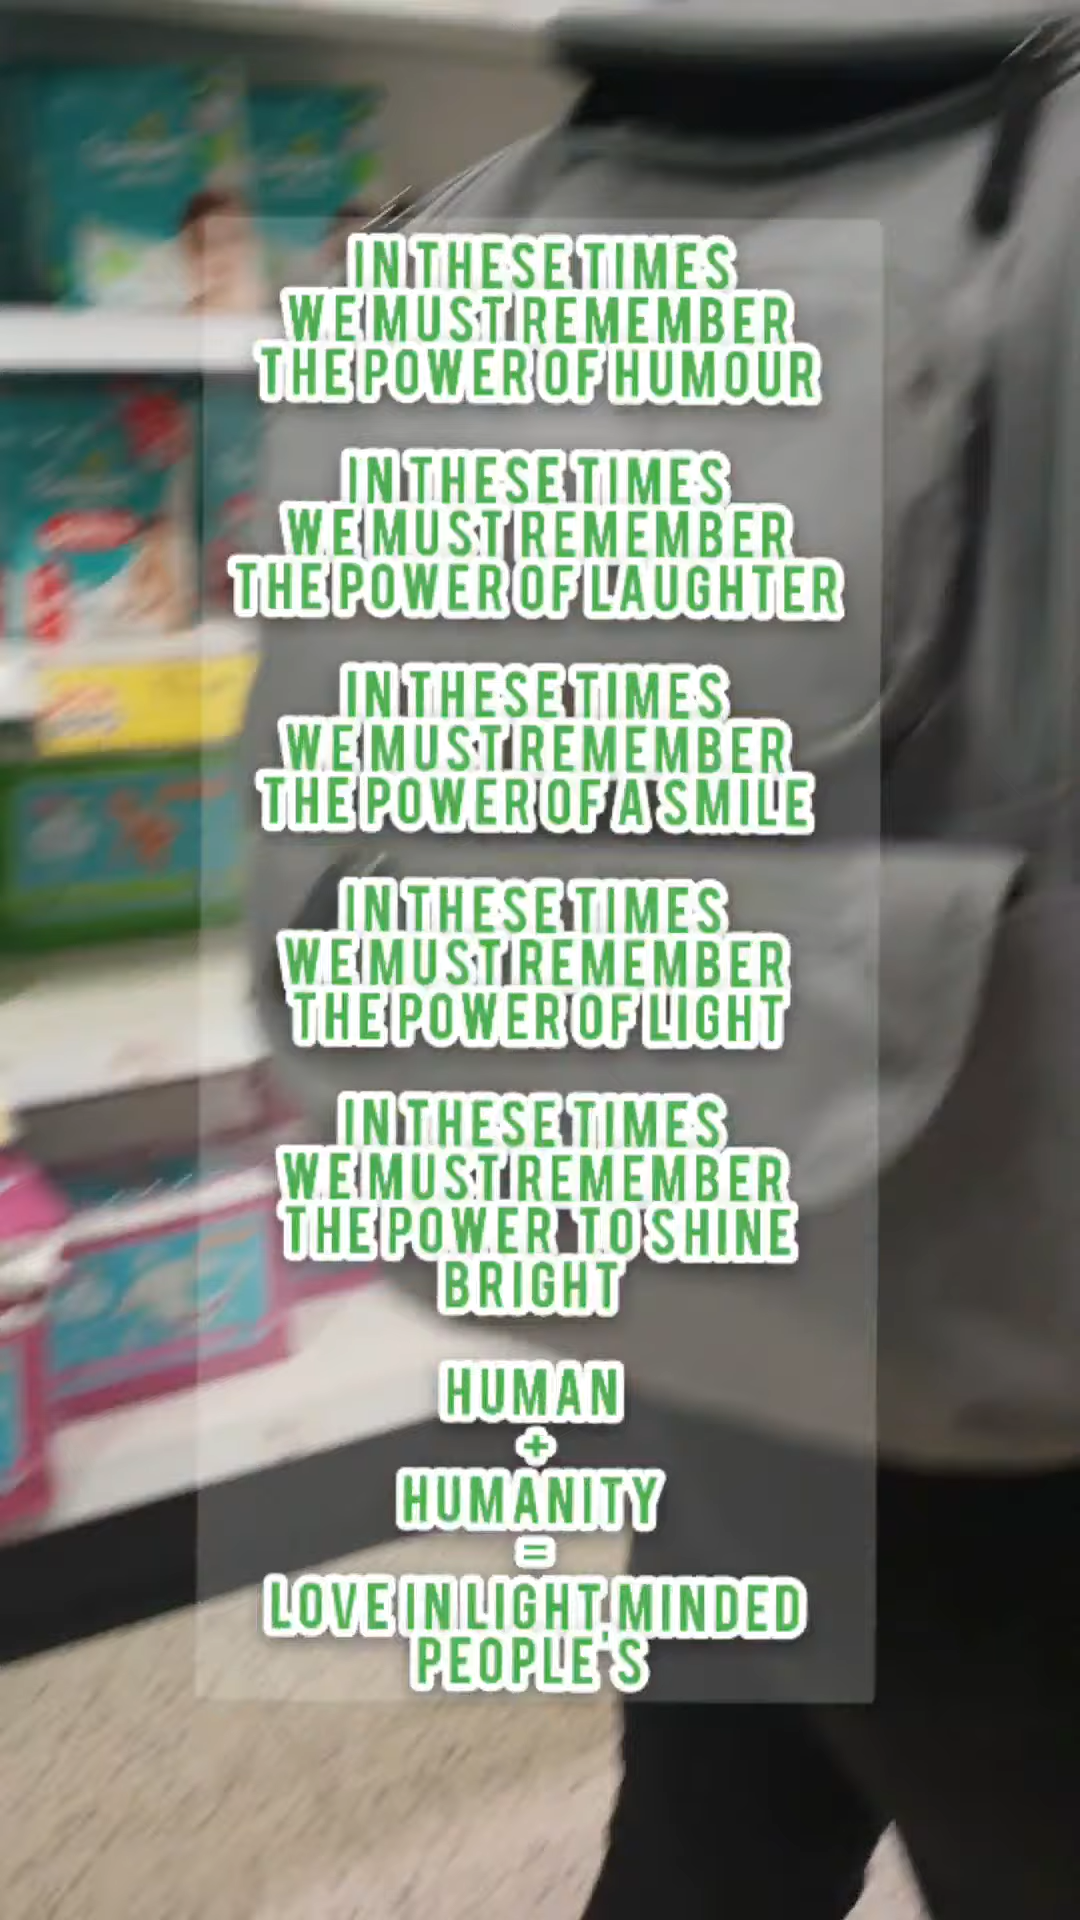 IN THESE TIMES
WE MUST REMEMBER
THE POWER OF HUMOUR
IN THESE TIMES
WE MUST REMEMBER
THE POWER OF LAUGHTER
IN THESE TIMES
WE MUST REMEMBER
THE POWER OF A SMILE
IN THESE TIMES
WE MUST REMEMBER
THE POWER OF LIGHT
IN THESE TIMES
WE MUST REMEMBER
THE POWER TO SHINE
BRIGHT
HUMAN
+
HUMANITY
=
LOVE IN LIGHT MINDED
PEOPLE'S